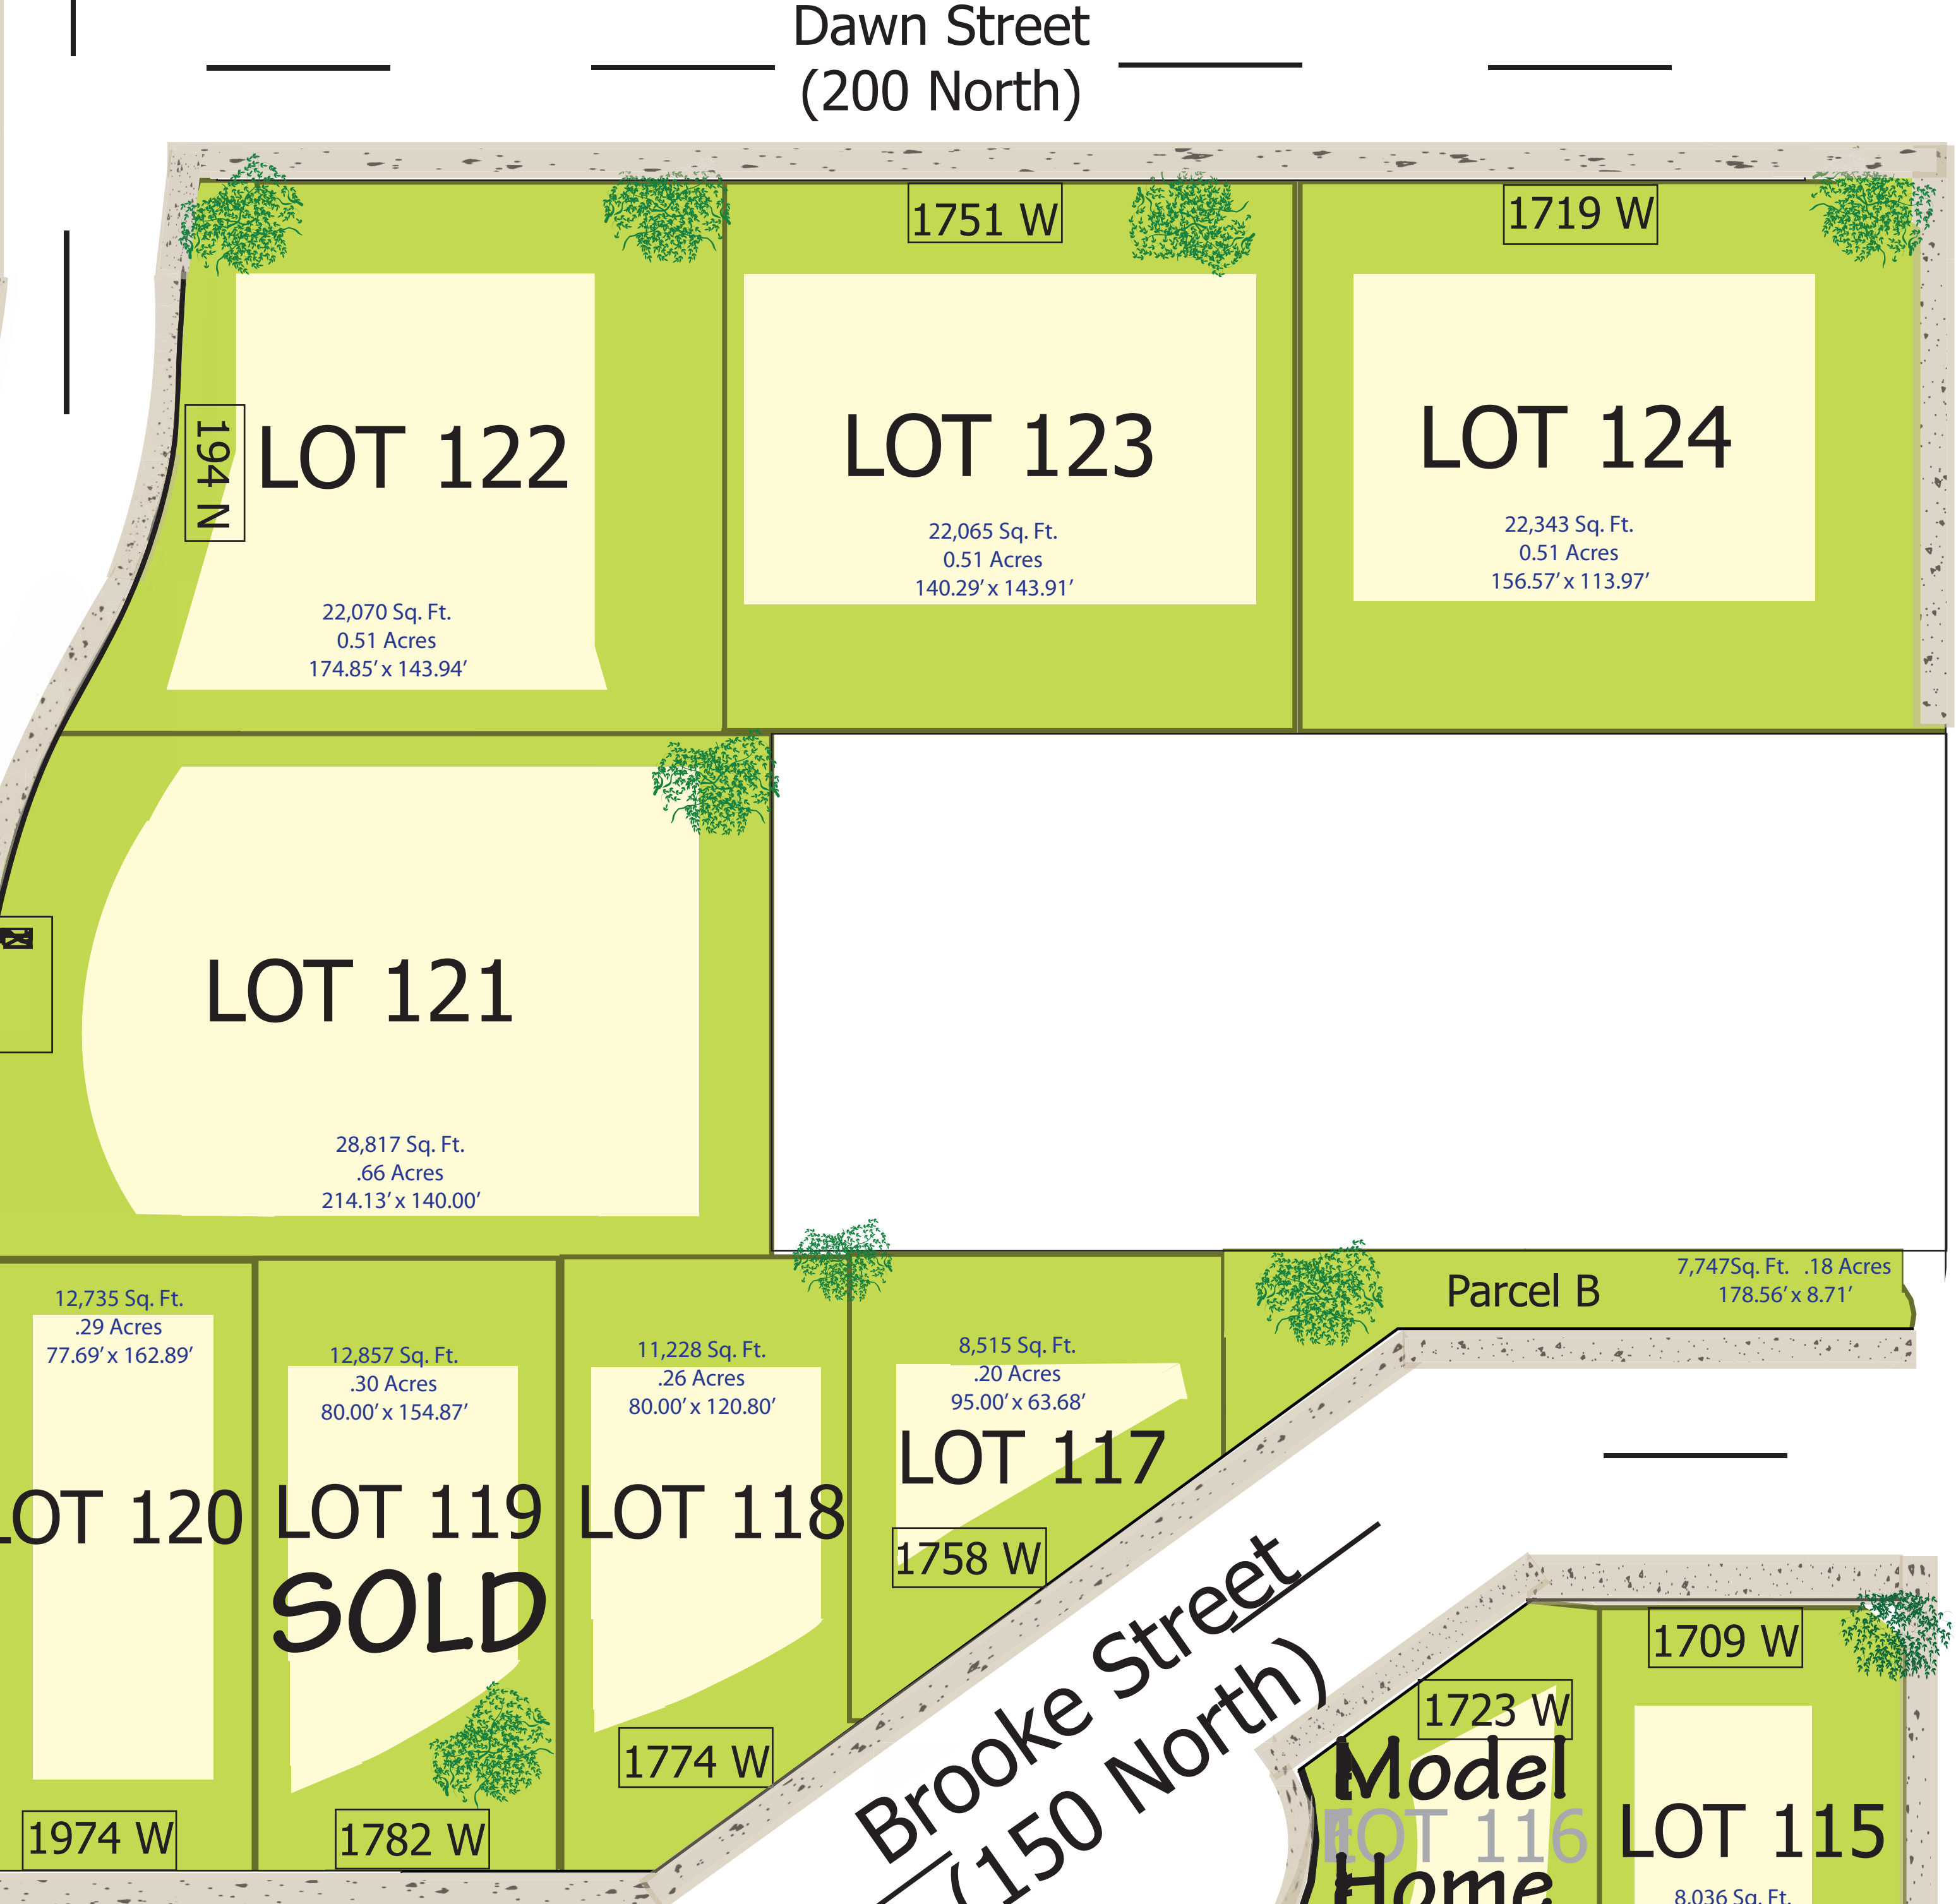 Dawn Street
(200 North)
1751 W
1719 W
194 N
LOT 122
22,070 Sq. Ft.
0.51 Acres
174.85’ x 143.94’
LOT 123
22,065 Sq. Ft.
0.51 Acres
140.29’ x 143.91’
LOT 124
22,343 Sq. Ft.
0.51 Acres
156.57’ x 113.97’
LOT 121
28,817 Sq. Ft.
.66 Acres
214.13’ x 140.00’
Parcel B
7,747Sq. Ft. .18 Acres
178.56’ x 8.71’
12,735 Sq. Ft.
.29 Acres
77.69’ x 162.89’
LOT 120
1974 W
12,857 Sq. Ft.
.30 Acres
80.00’ x 154.87’
LOT 119
SOLD
1782 W
11,228 Sq. Ft.
.26 Acres
80.00’ x 120.80’
LOT 118
1774 W
8,515 Sq. Ft.
.20 Acres
95.00’ x 63.68’
LOT 117
1758 W
Brooke Street
(150 North)
1723 W
Model
LOT 116
Home
1709 W
LOT 115
8,036 Sq. Ft.